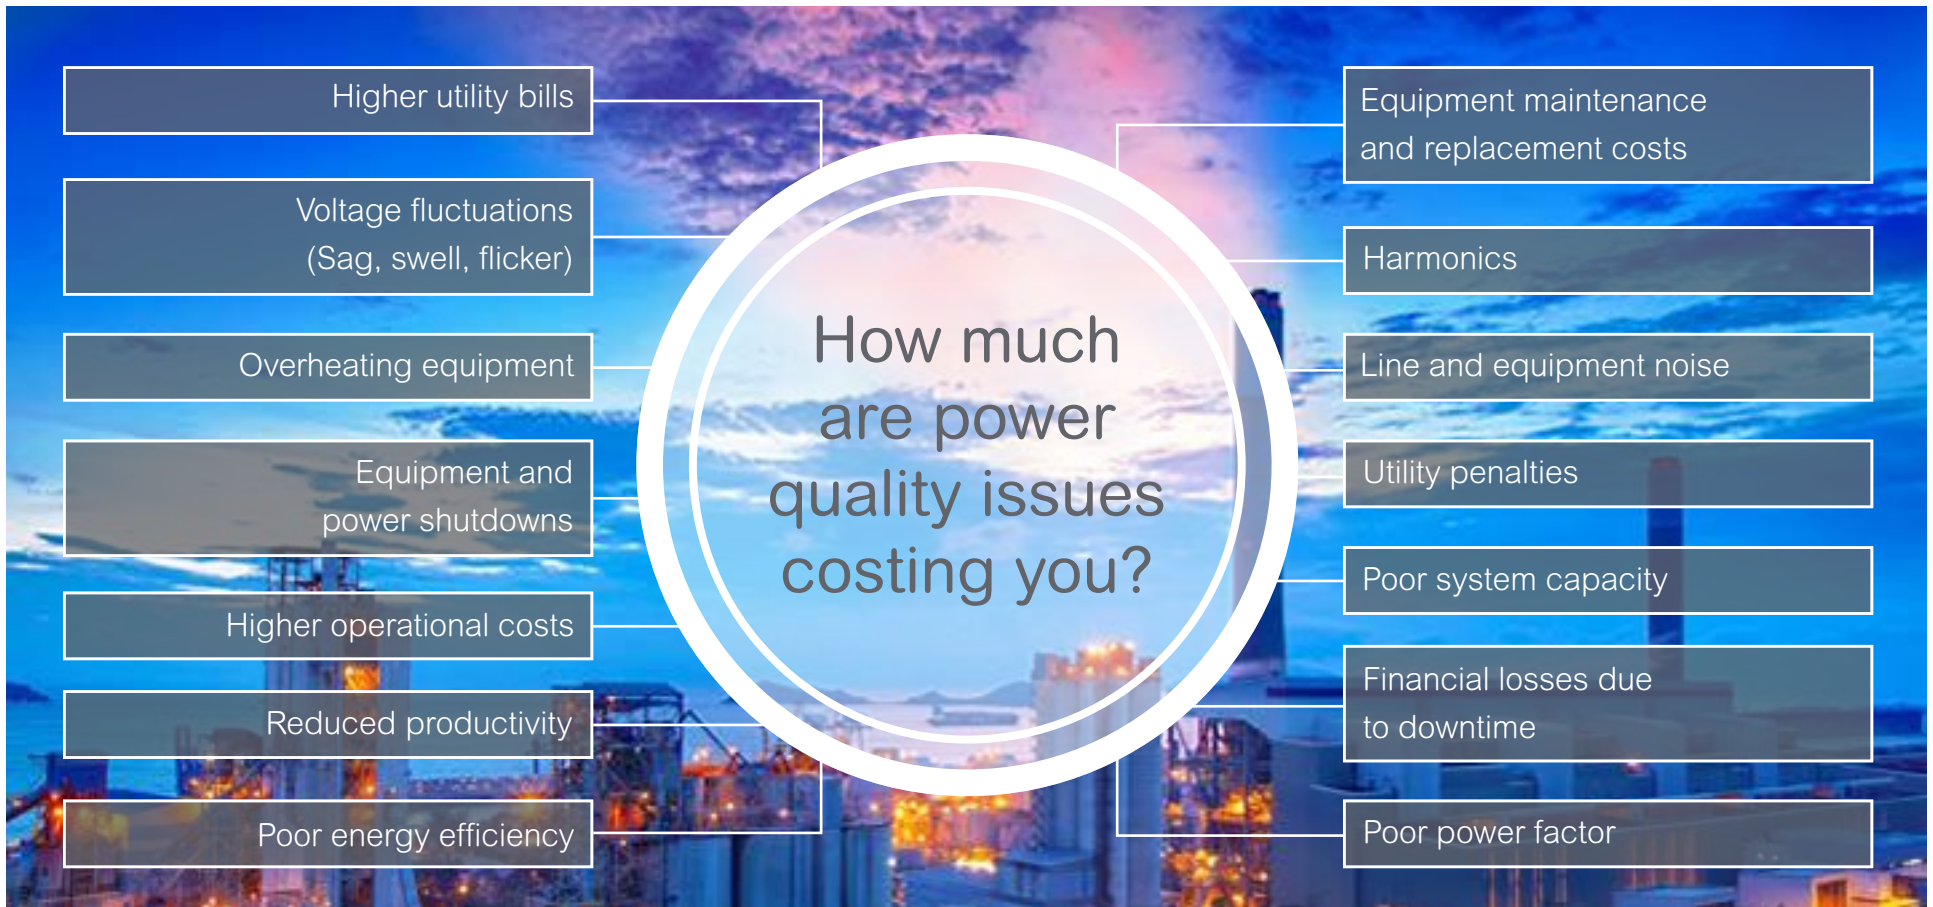 Higher utility bills
Voltage fluctuations
(Sag, swell, flicker)
Overheating equipment
Equipment and
power shutdowns
Higher operational costs
Reduced productivity
Poor energy efficiency
How much
are power
quality issues
costing you?
Equipment maintenance
and replacement costs
Harmonics
Line and equipment noise
Utility penalties
Poor system capacity
Financial losses due
to downtime
Poor power factor